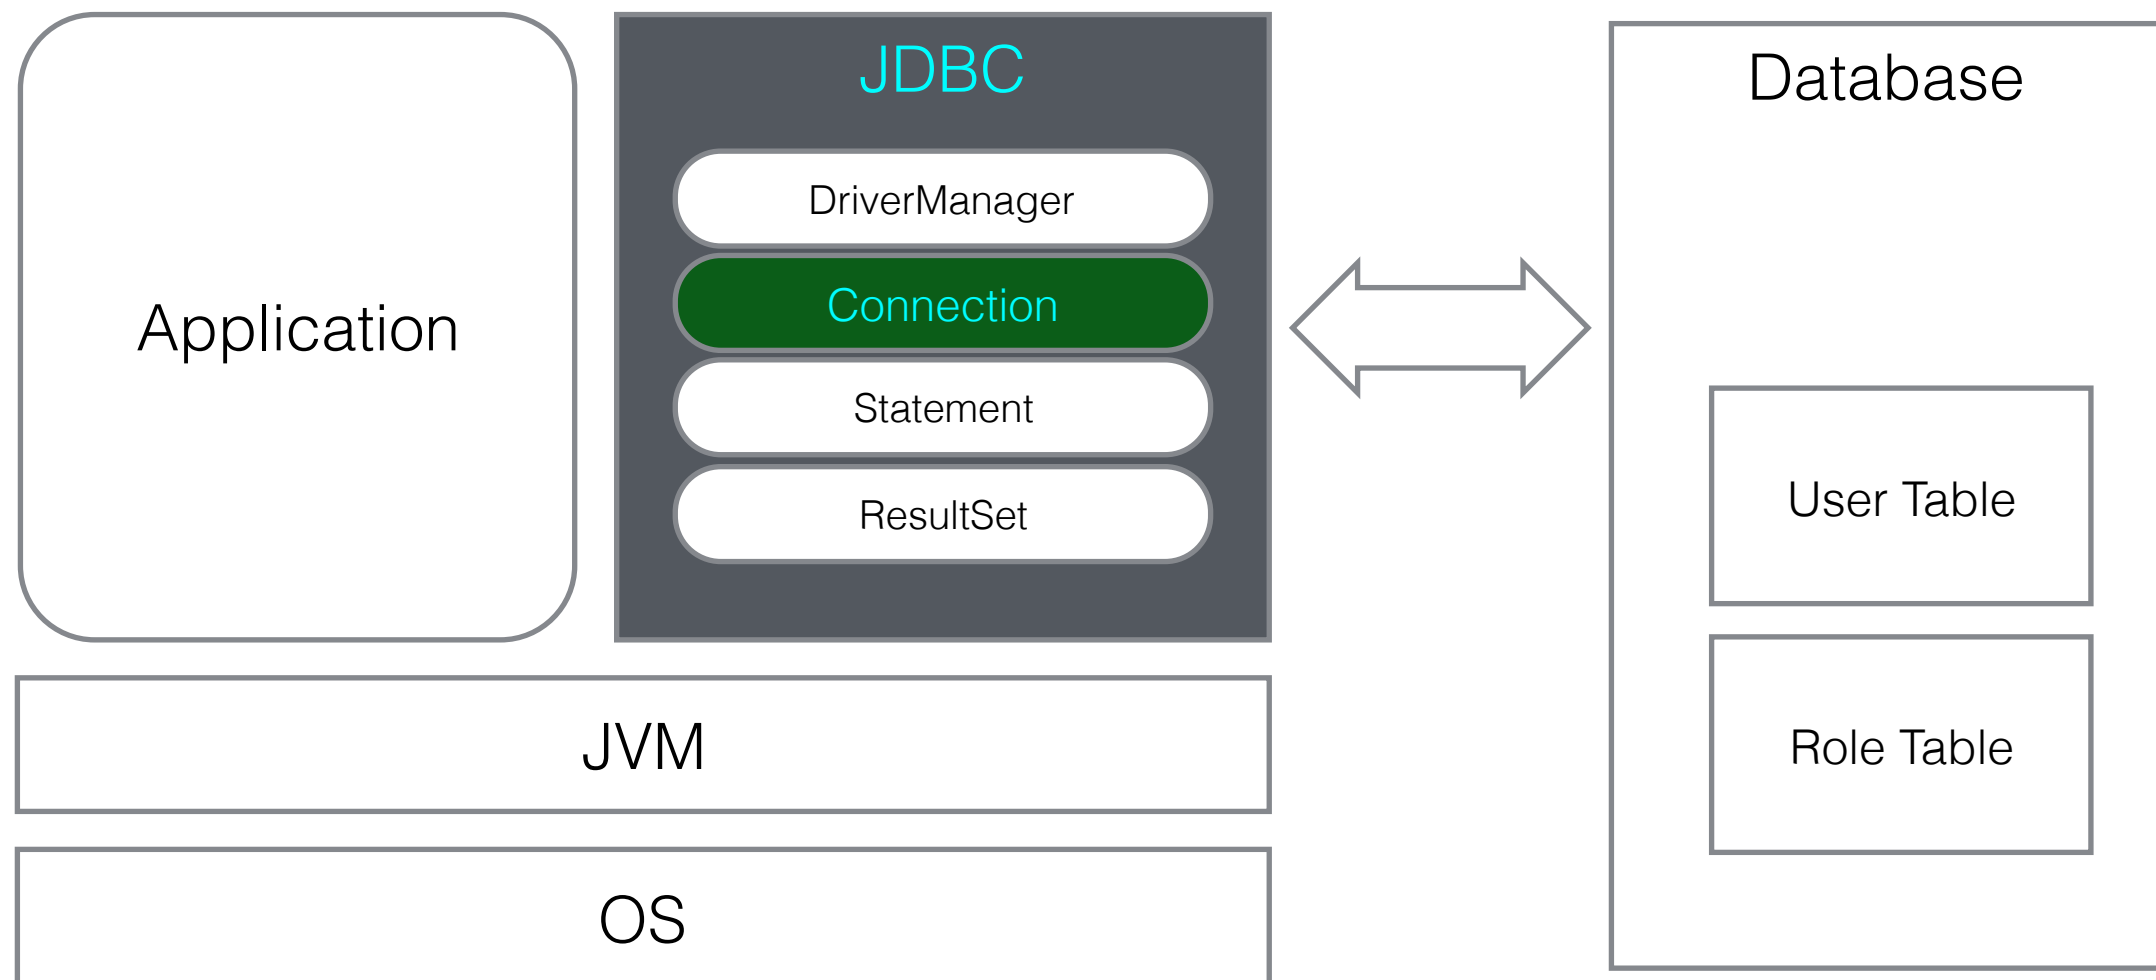 Application
JDBC
DriverManager
Connection
Statement
ResultSet
JVM
OS
Database
User Table
Role Table